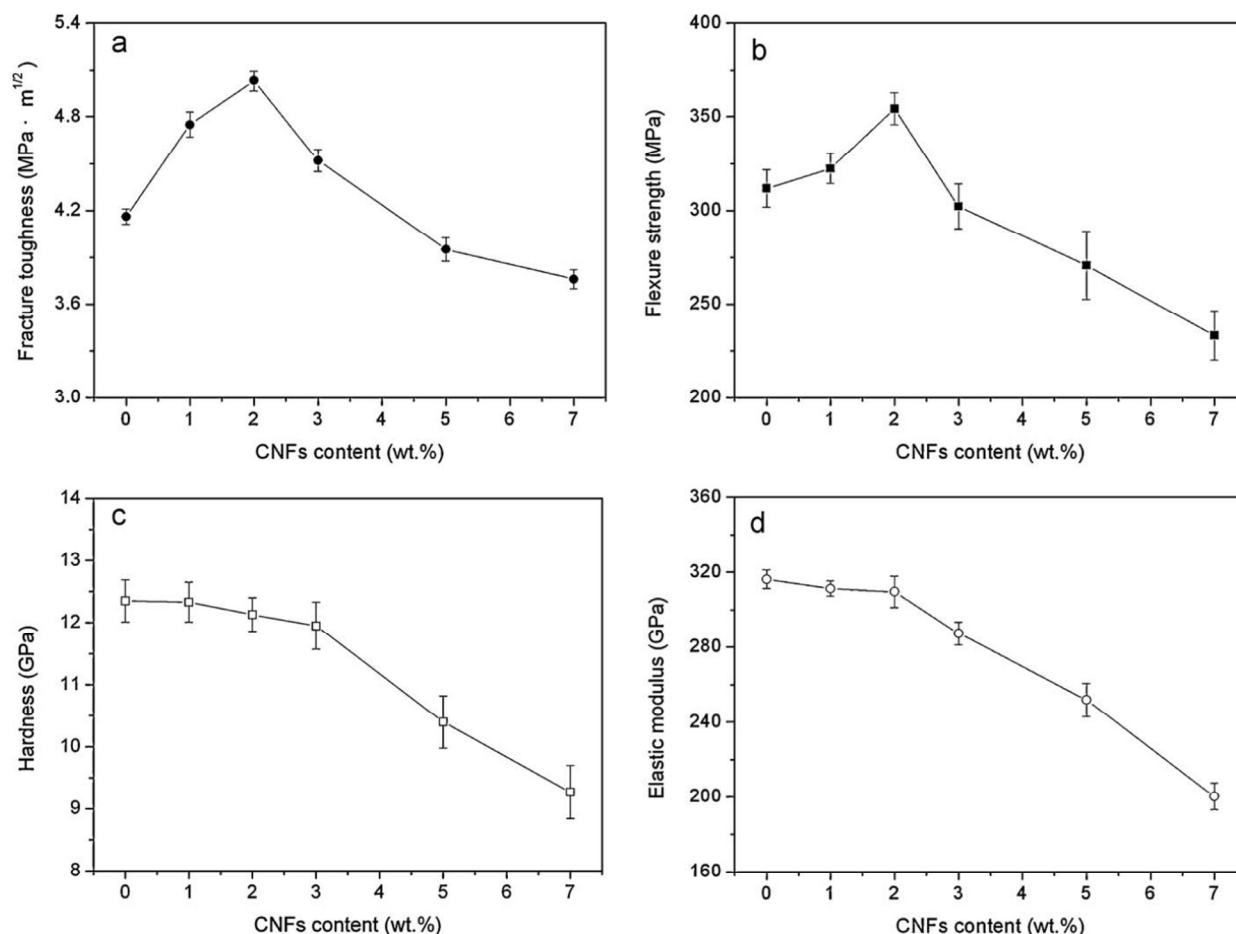 a
Fracture toughness (MPa · m^1/2)
5.4
4.8
4.2
3.6
3.0
0 1 2 3 4 5 6 7
CNFs content (wt.%)
b
Flexure strength (MPa)
400
350
300
250
200
0 1 2 3 4 5 6 7
CNFs content (wt.%)
c
Hardness (GPa)
14
13
12
11
10
9
8
0 1 2 3 4 5 6 7
CNFs content (wt.%)
d
Elastic modulus (GPa)
360
320
280
240
200
160
0 1 2 3 4 5 6 7
CNFs content (wt.%)